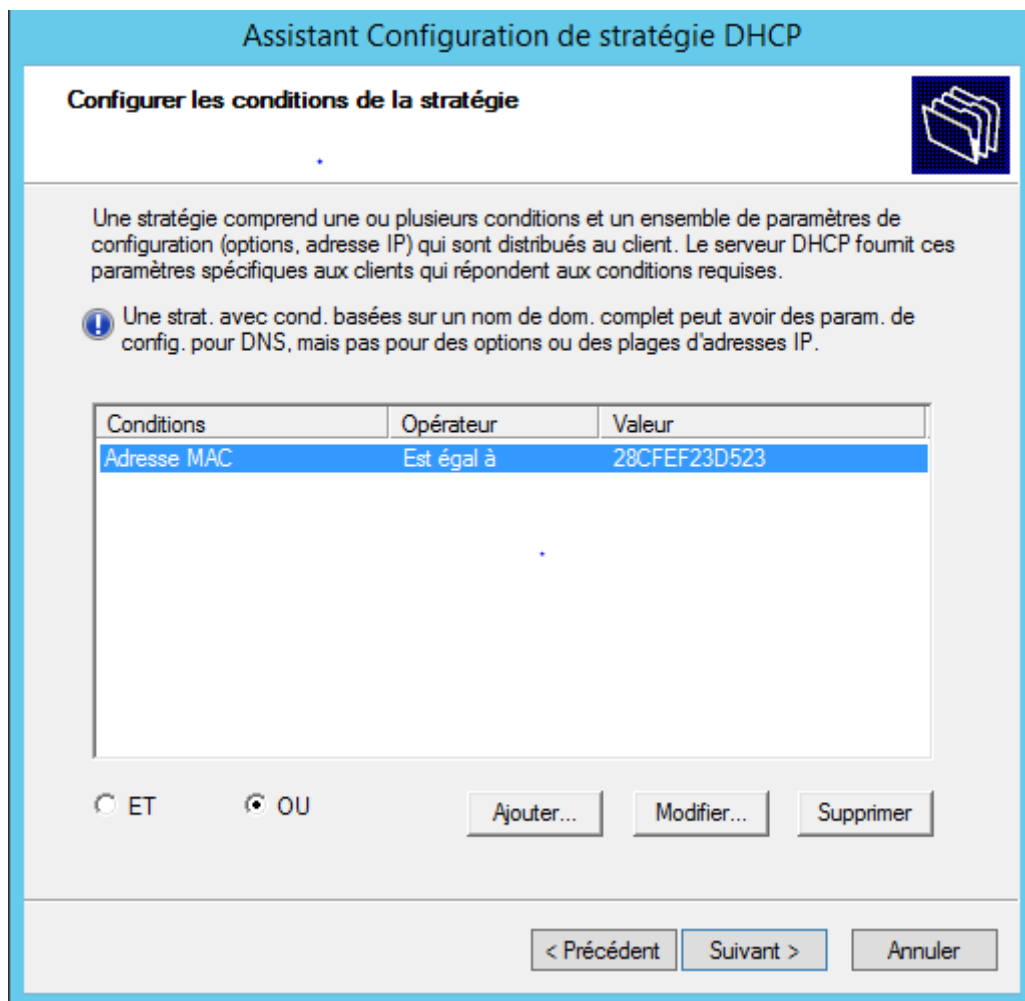 Assistant Configuration de stratégie DHCP
Configurer les conditions de la stratégie
Une stratégie comprend une ou plusieurs conditions et un ensemble de paramètres de
configuration (options, adresse IP) qui sont distribués au client. Le serveur DHCP fournit ces
paramètres spécifiques aux clients qui répondent aux conditions requises.
Une strat. avec cond. basées sur un nom de dom. complet peut avoir des param. de
config. pour DNS, mais pas pour des options ou des plages d'adresses IP.
Conditions Opérateur Valeur
Adresse MAC Est égal à 28CFEF23D523
ET OU Ajouter... Modifier... Supprimer
< Précédent Suivant > Annuler